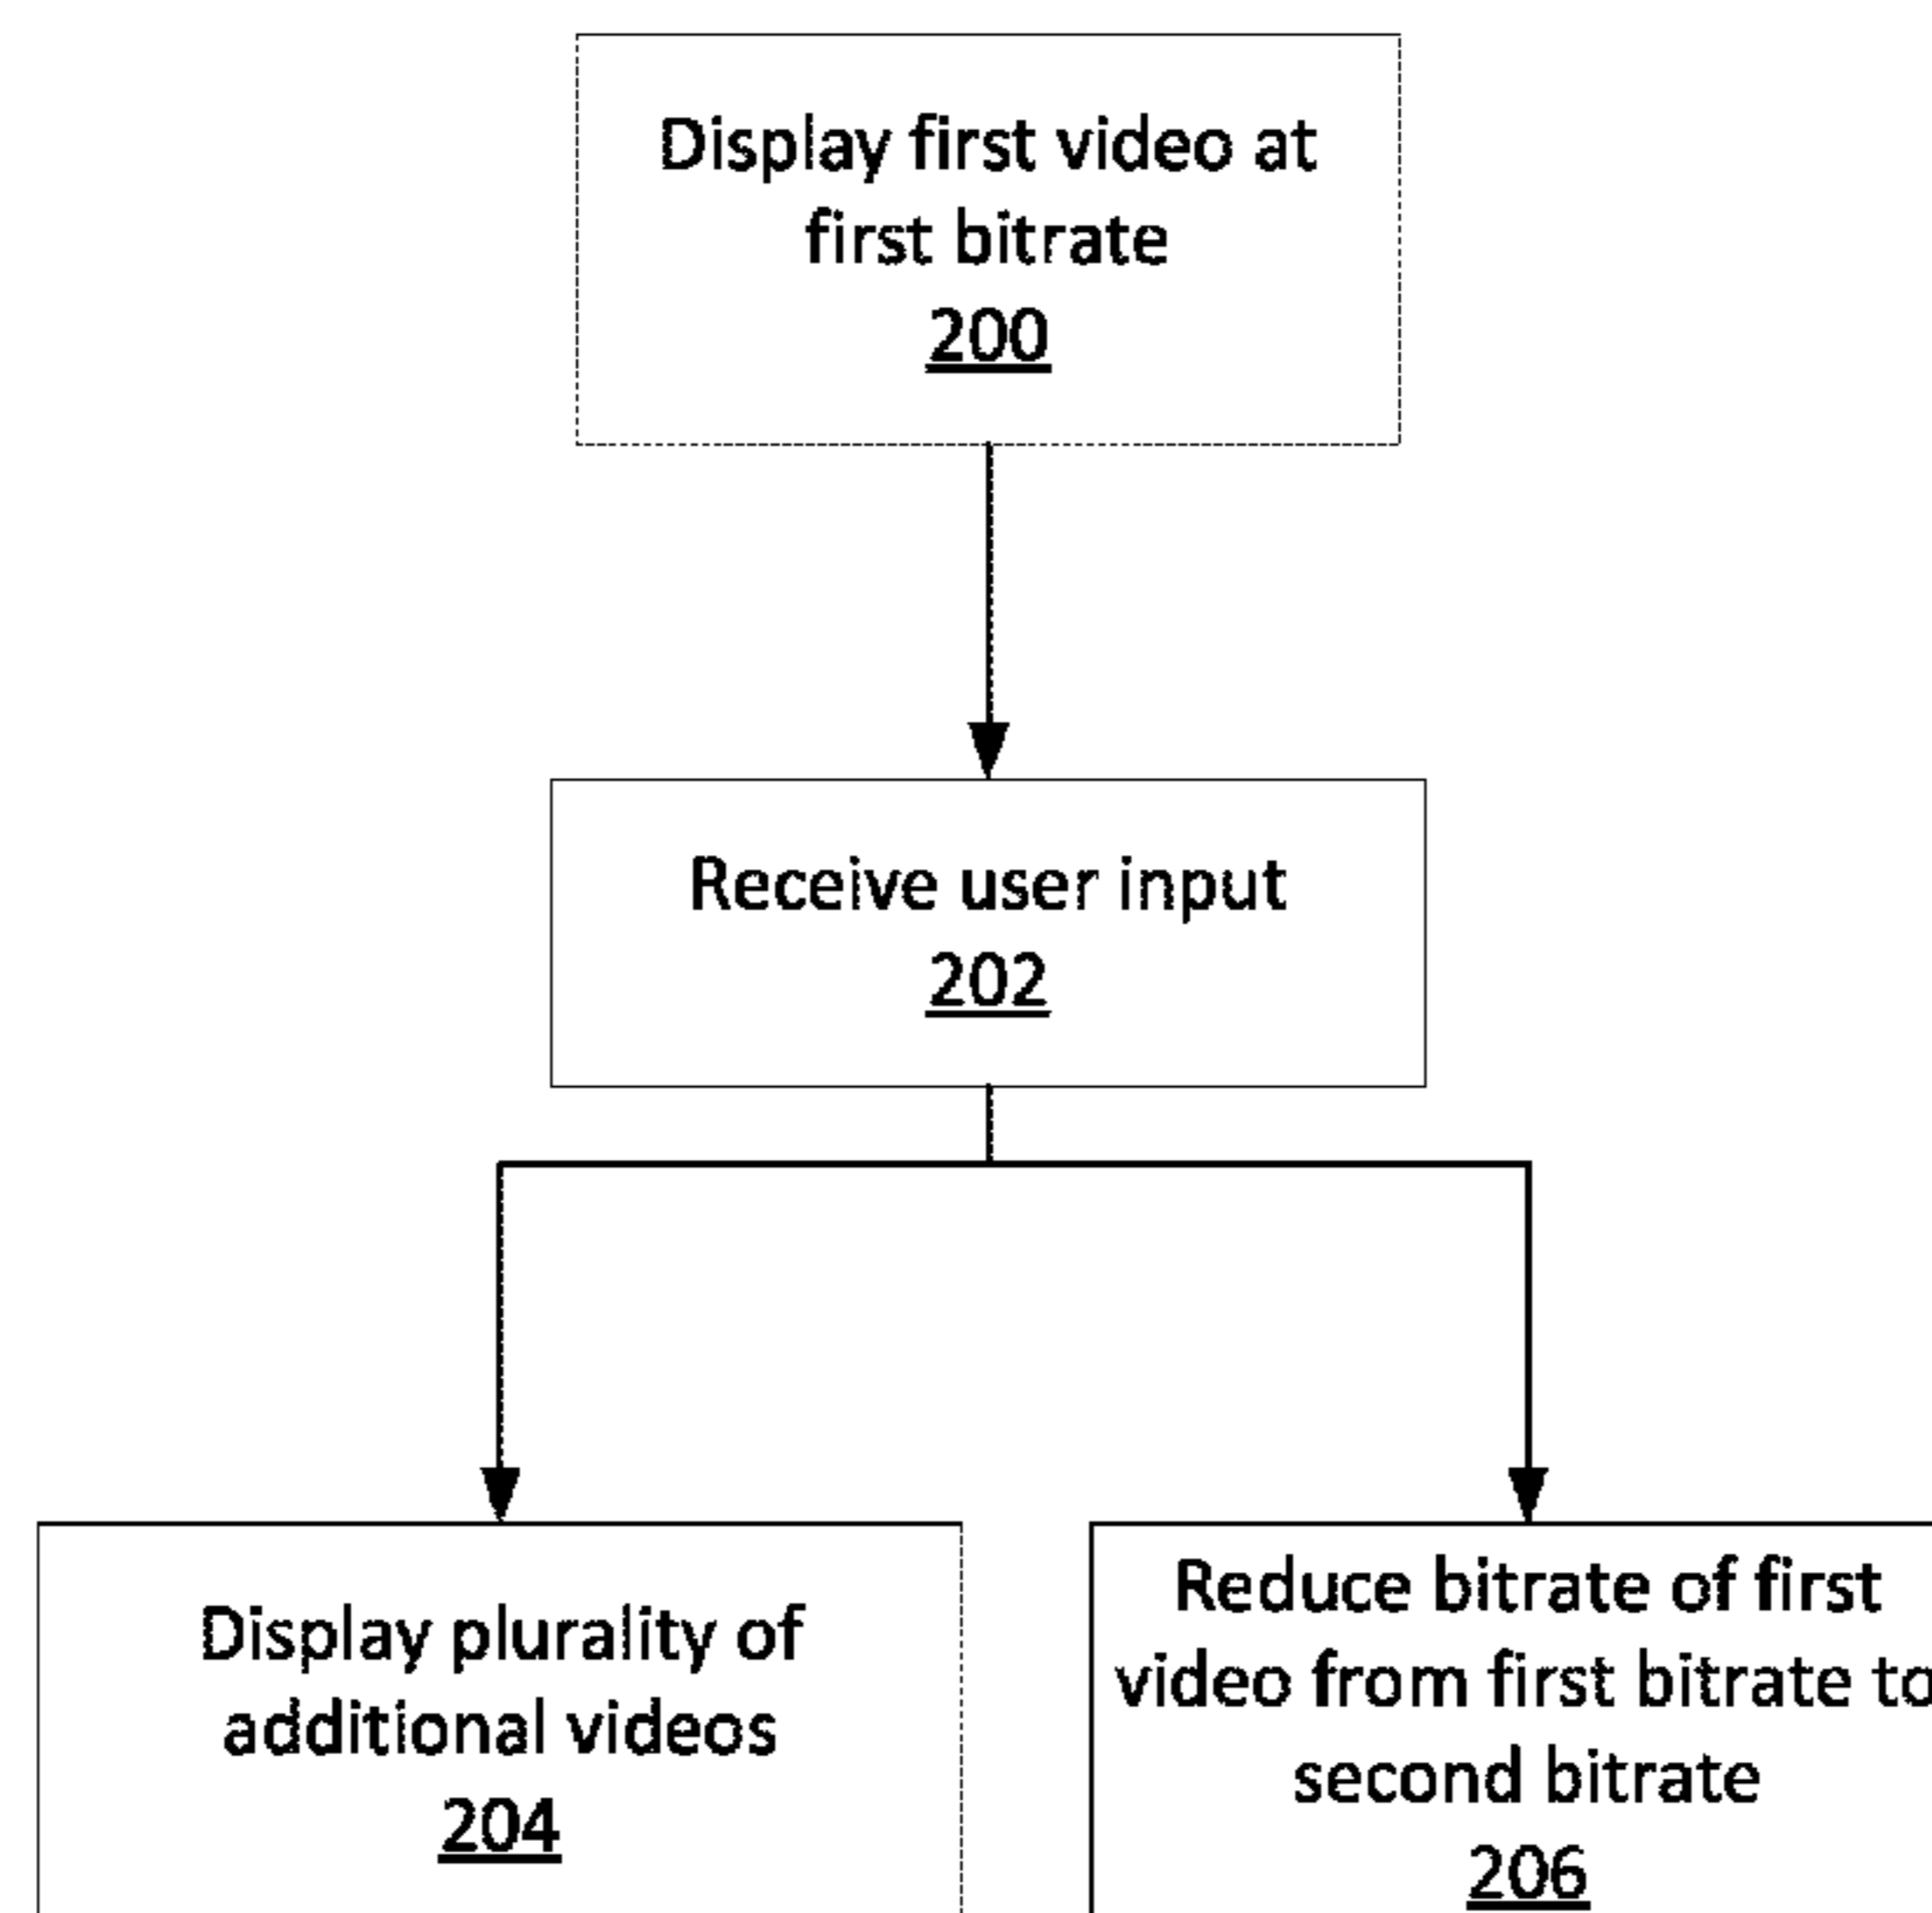 Display first video at
first bitrate
200
Receive user input
202
Display plurality of
additional videos
204
Reduce bitrate of first
video from first bitrate to
second bitrate
206